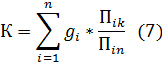 К = ∑_{i=1}^{n} g_i * П_{ik} / П_{in} (7)